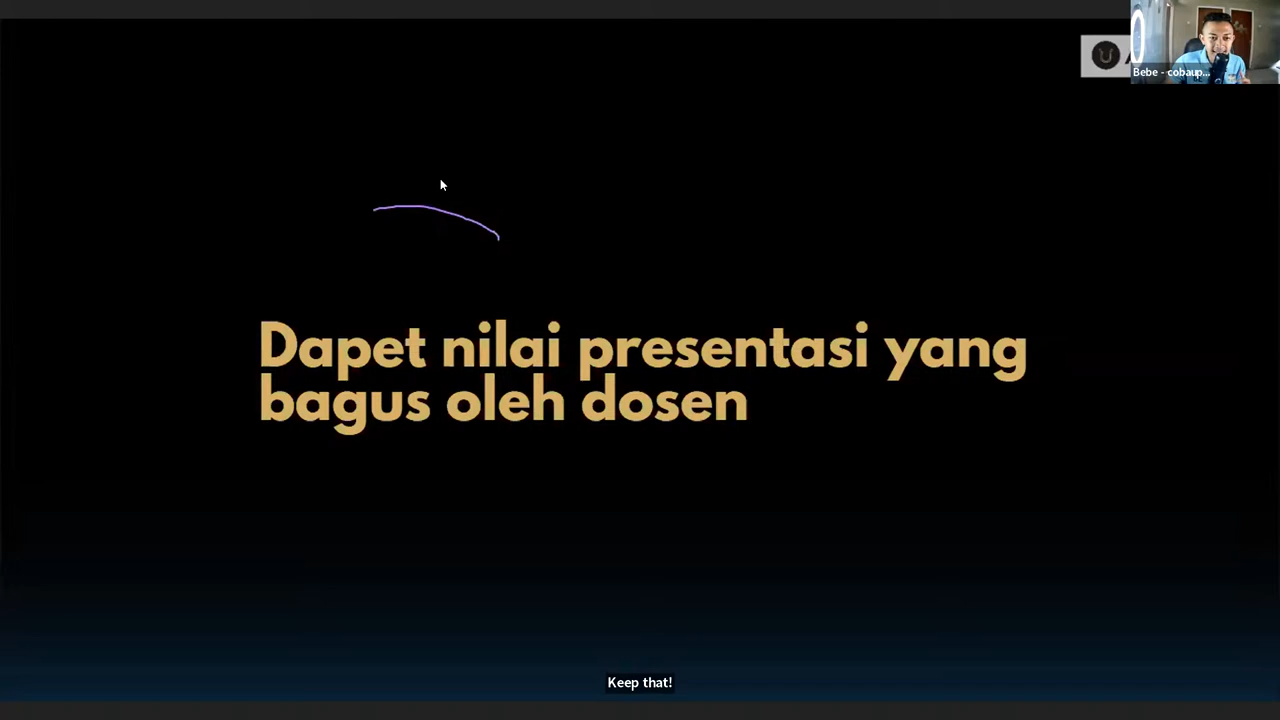 Bebe - cobaup...
Dapet nilai presentasi yang
bagus oleh dosen
Keep that!